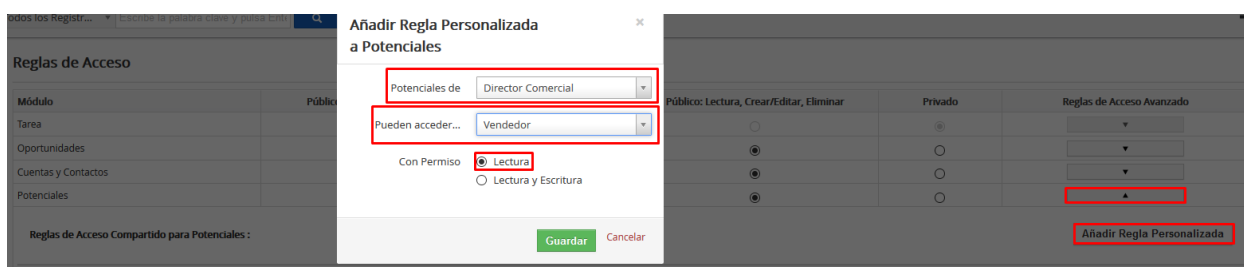 odos los Registr... Escribe la palabra clave y pulsa Ent
Añadir Regla Personalizada
a Potenciales
×
Reglas de Acceso
Potenciales de Director Comercial
Módulo Públic Público: Lectura, Crear/Editar, Eliminar Privado Reglas de Acceso Avanzado
Tarea
Pueden acceder... Vendedor
Oportunidades
Con Permiso Lectura
Cuentas y Contactos
Lectura y Escritura
Potenciales
Reglas de Acceso Compartido para Potenciales :
Añadir Regla Personalizada
Guardar Cancelar